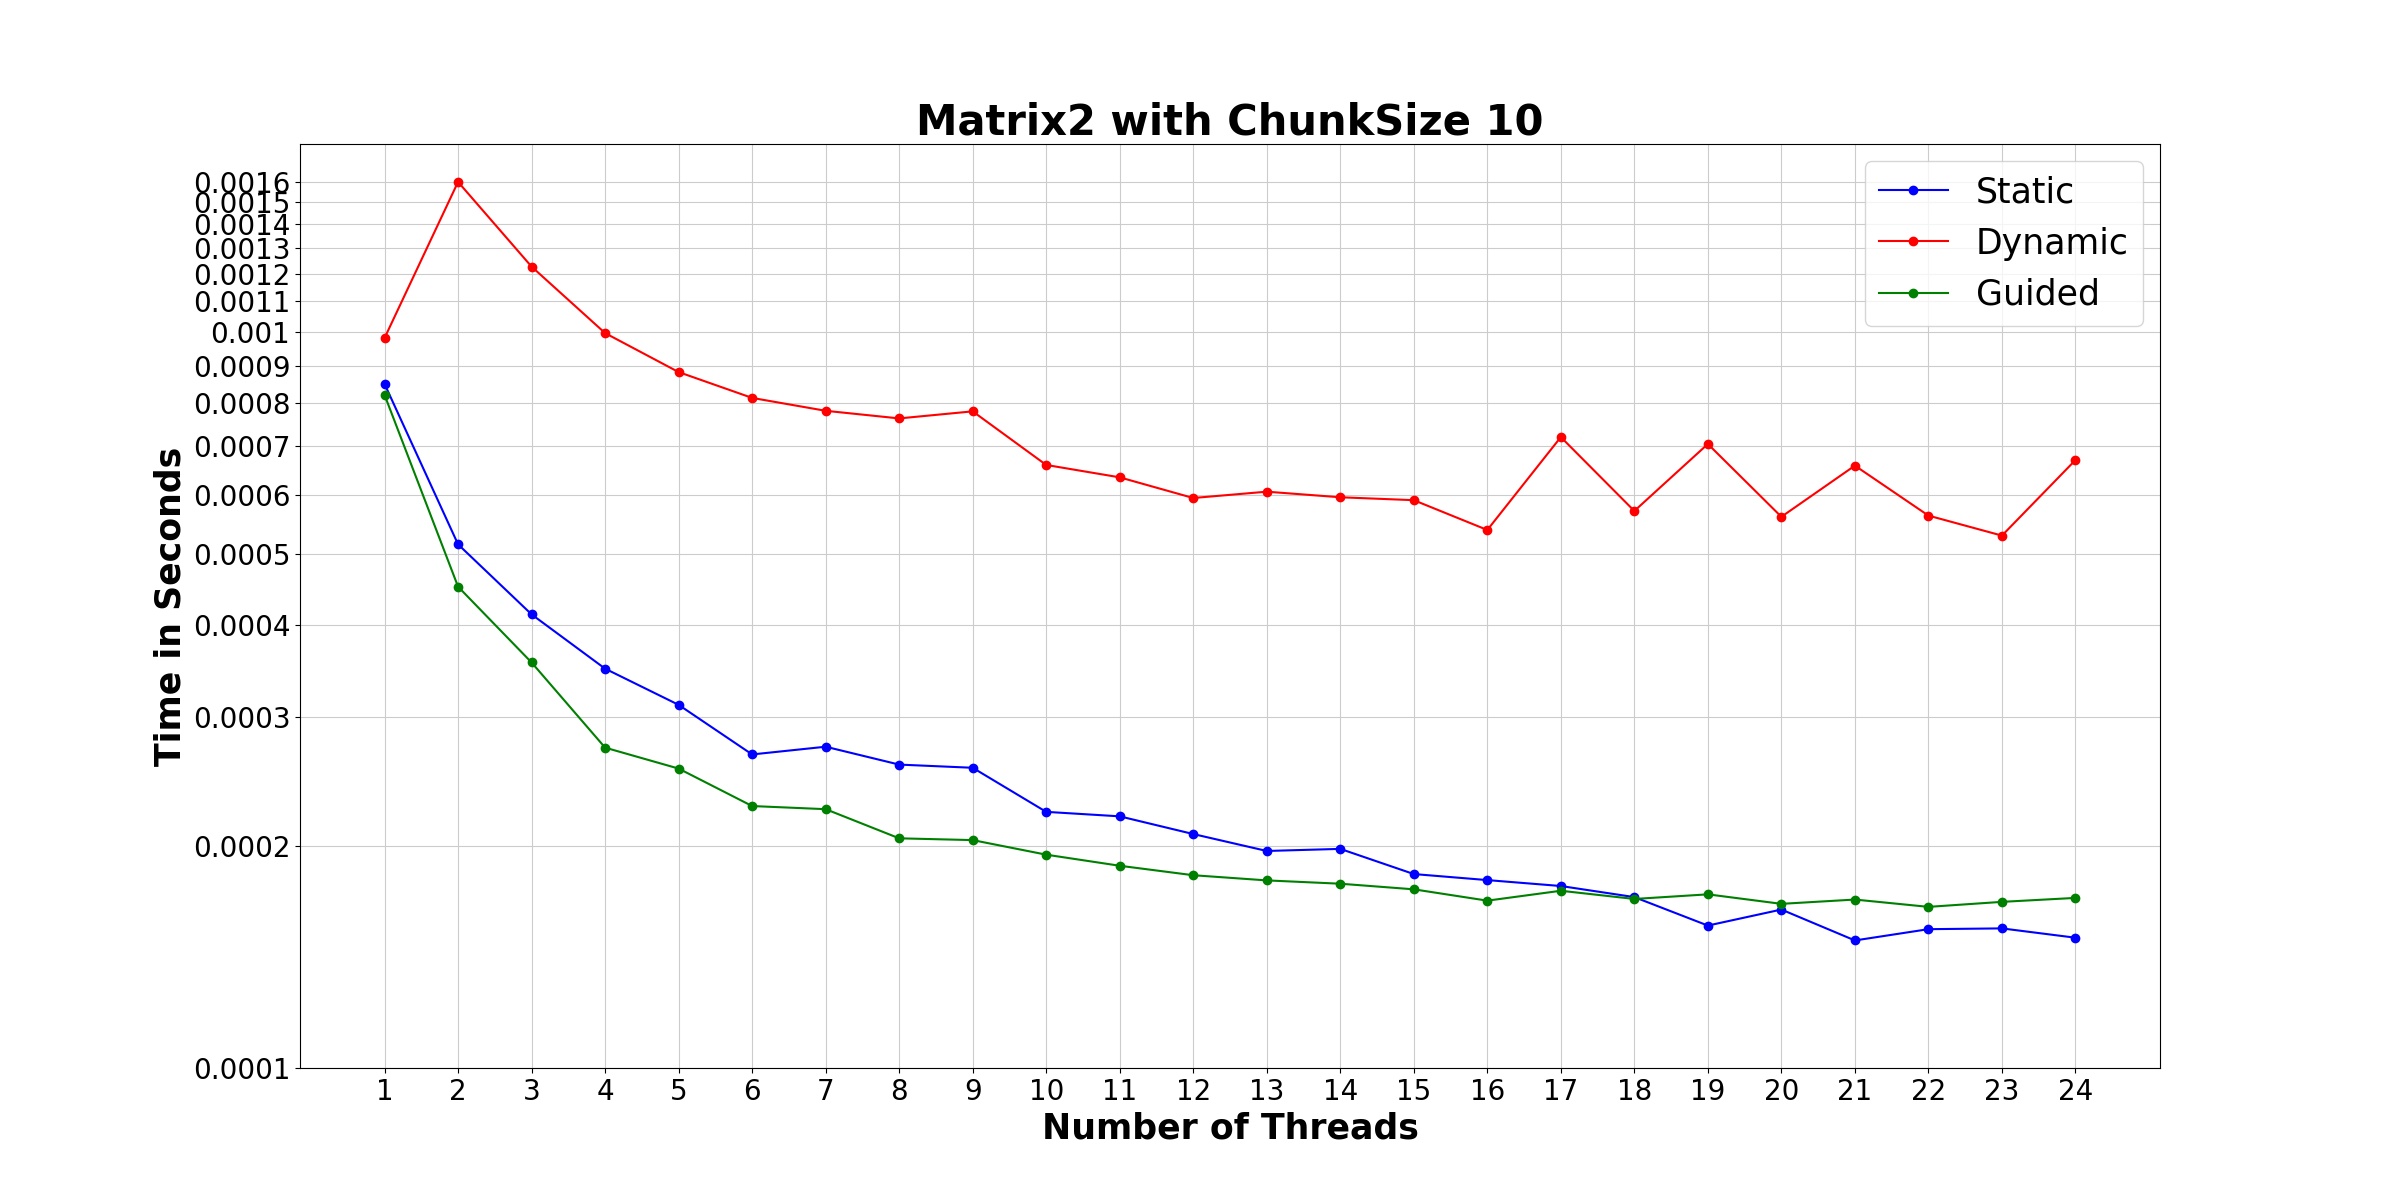 Matrix2 with ChunkSize 10
0.0016
0.0015
0.0014
0.0013
0.0012
0.0011
0.001
0.0009
0.0008
0.0007
0.0006
0.0005
0.0004
0.0003
0.0002
0.0001
Time in Seconds
Static
Dynamic
Guided
1 2 3 4 5 6 7 8 9 10 11 12 13 14 15 16 17 18 19 20 21 22 23 24
Number of Threads